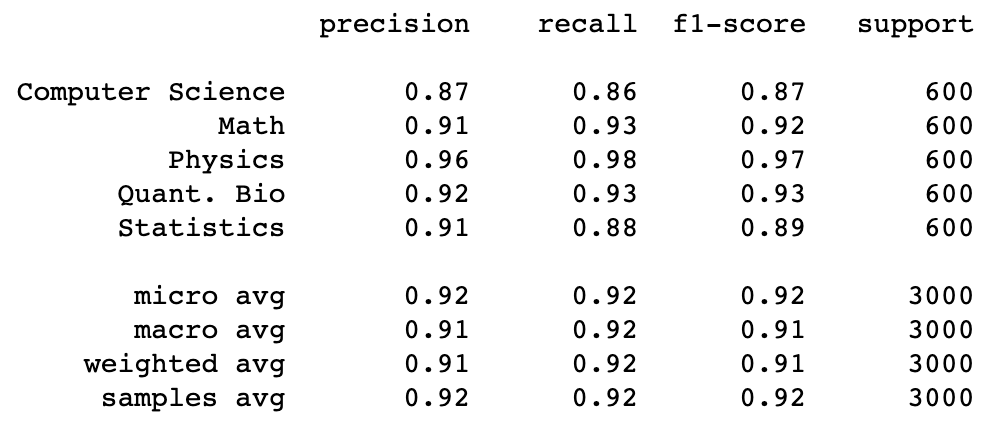 precision recall f1-score support
Computer Science 0.87 0.86 0.87 600
Math 0.91 0.93 0.92 600
Physics 0.96 0.98 0.97 600
Quant. Bio 0.92 0.93 0.93 600
Statistics 0.91 0.88 0.89 600
micro avg 0.92 0.92 0.92 3000
macro avg 0.91 0.92 0.91 3000
weighted avg 0.91 0.92 0.91 3000
samples avg 0.92 0.92 0.92 3000